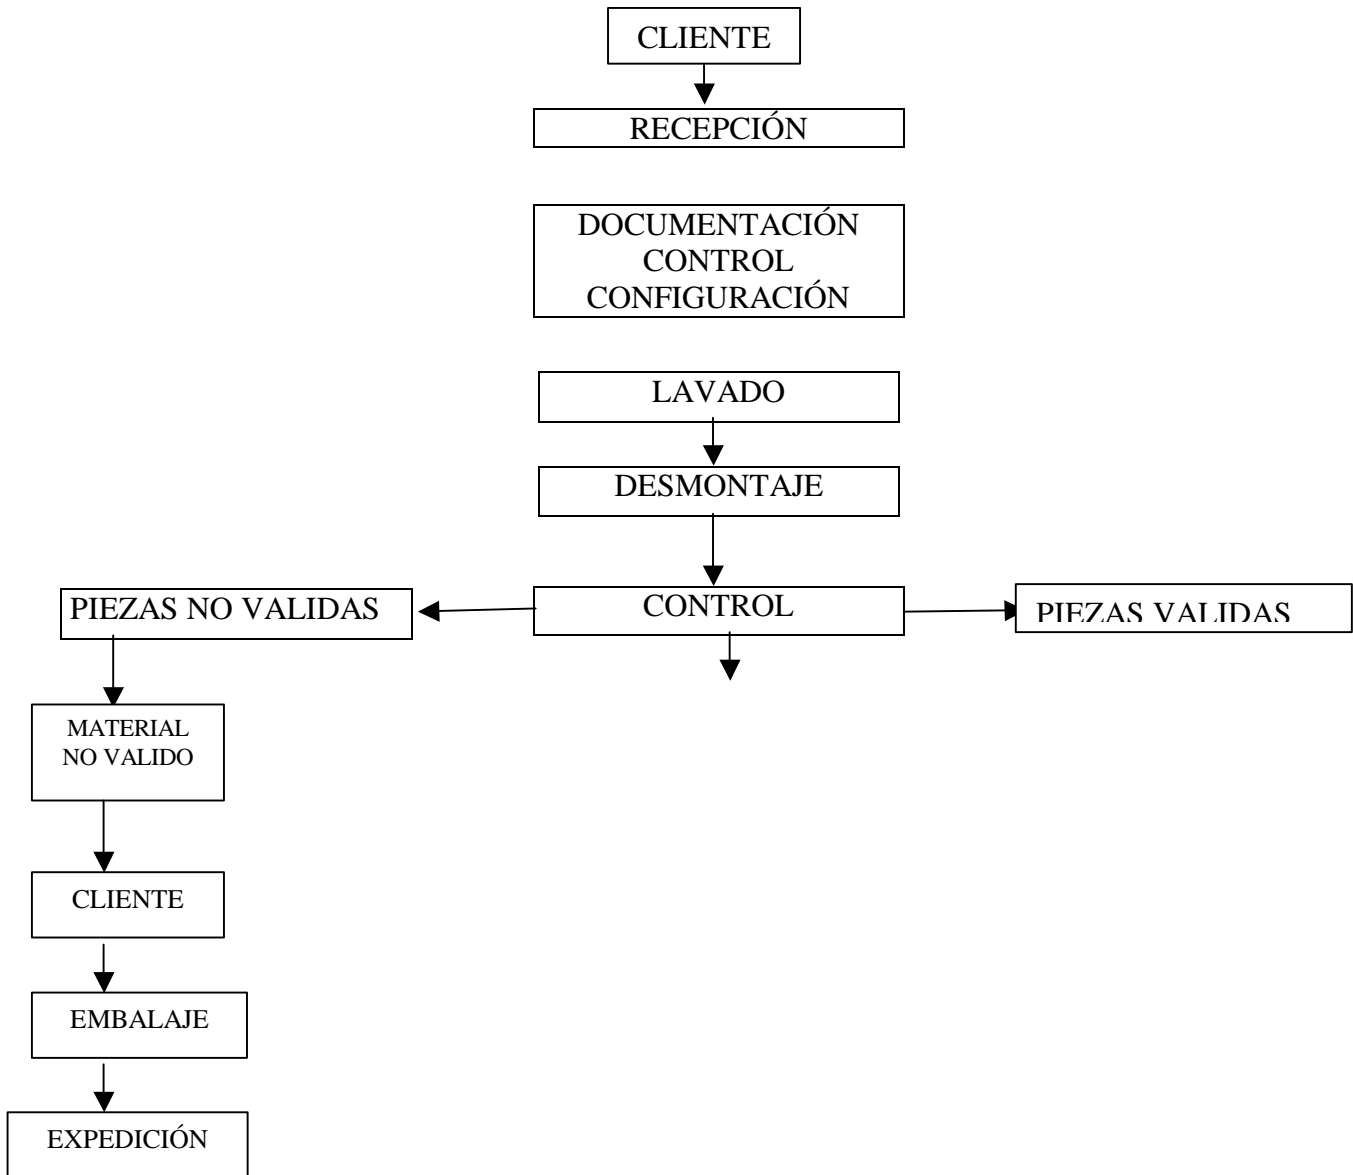 CLIENTE
RECEPCIÓN
DOCUMENTACIÓN
CONTROL
CONFIGURACIÓN
LAVADO
DESMONTAJE
PIEZAS NO VALIDAS
CONTROL
PIEZAS VALIDAS
MATERIAL
NO VALIDO
CLIENTE
EMBALAJE
EXPEDICIÓN